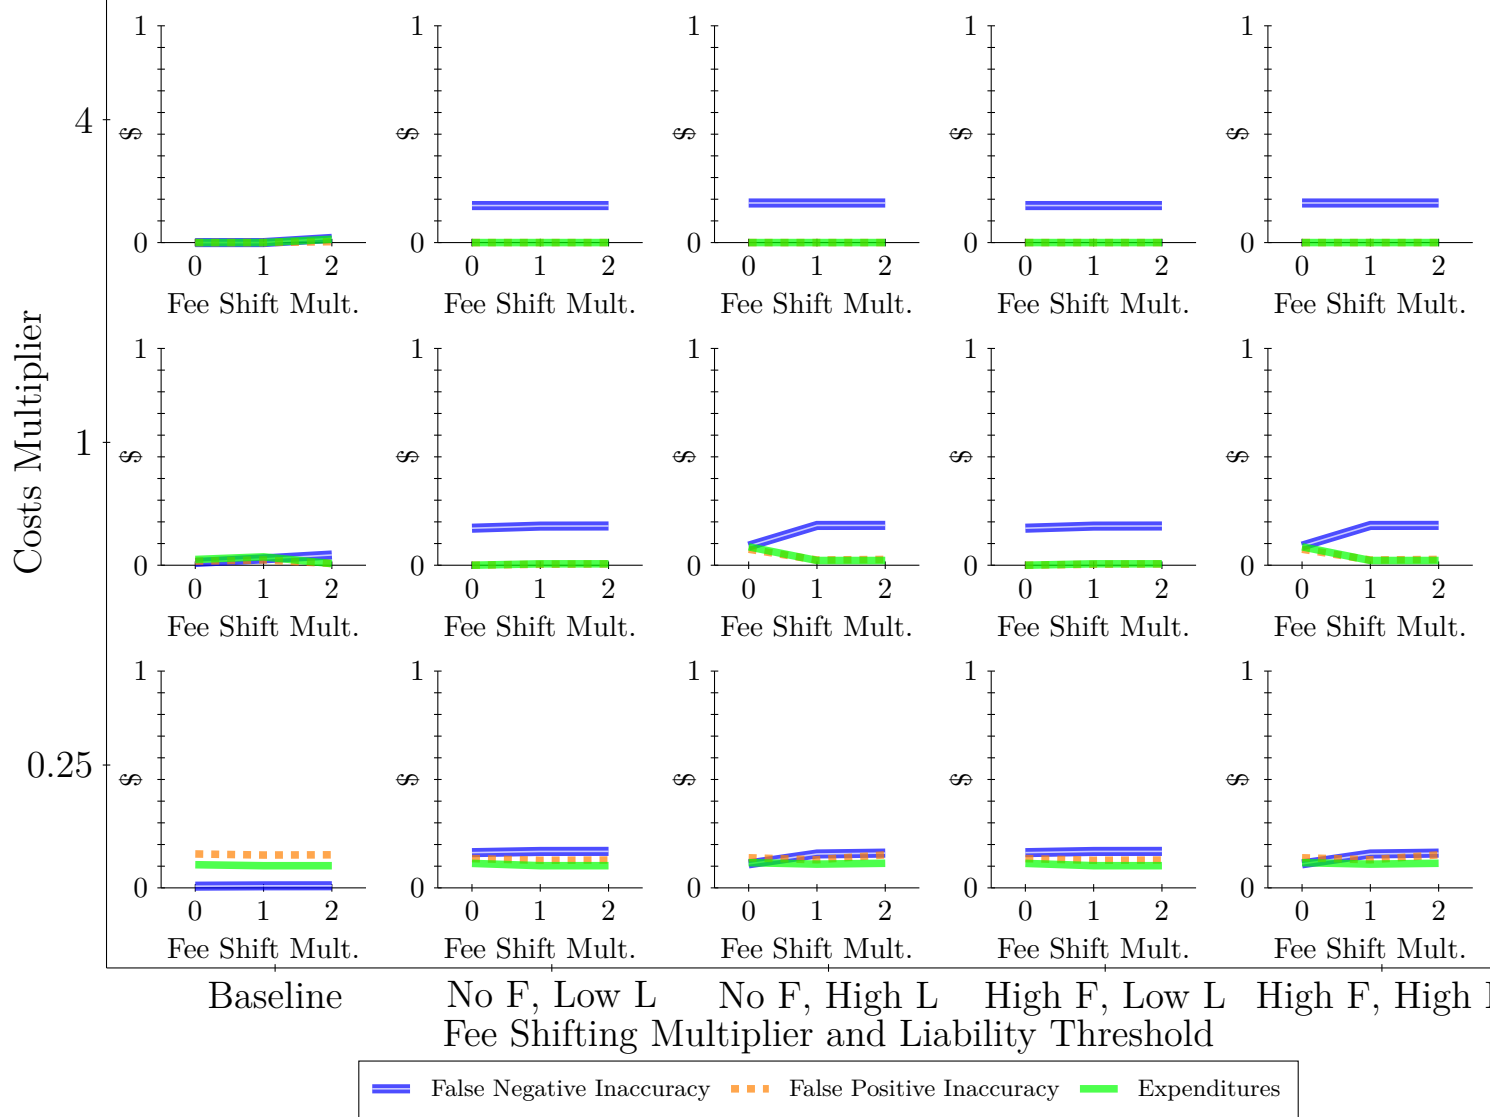 1 1 1 1 1
4 $ $ $ $ $
0 0 0 0 0
0 1 2 0 1 2 0 1 2 0 1 2 0 1 2
Fee Shift Mult. Fee Shift Mult. Fee Shift Mult. Fee Shift Mult. Fee Shift Mult.
Costs Multiplier
1 1 1 1 1
1 $ $ $ $ $
0 0 0 0 0
0 1 2 0 1 2 0 1 2 0 1 2 0 1 2
Fee Shift Mult. Fee Shift Mult. Fee Shift Mult. Fee Shift Mult. Fee Shift Mult.
1 1 1 1 1
0.25 $ $ $ $ $
0 0 0 0 0
0 1 2 0 1 2 0 1 2 0 1 2 0 1 2
Fee Shift Mult. Fee Shift Mult. Fee Shift Mult. Fee Shift Mult. Fee Shift Mult.
Baseline No F, Low L No F, High L High F, Low L High F, High
Fee Shifting Multiplier and Liability Threshold
False Negative Inaccuracy False Positive Inaccuracy Expenditures